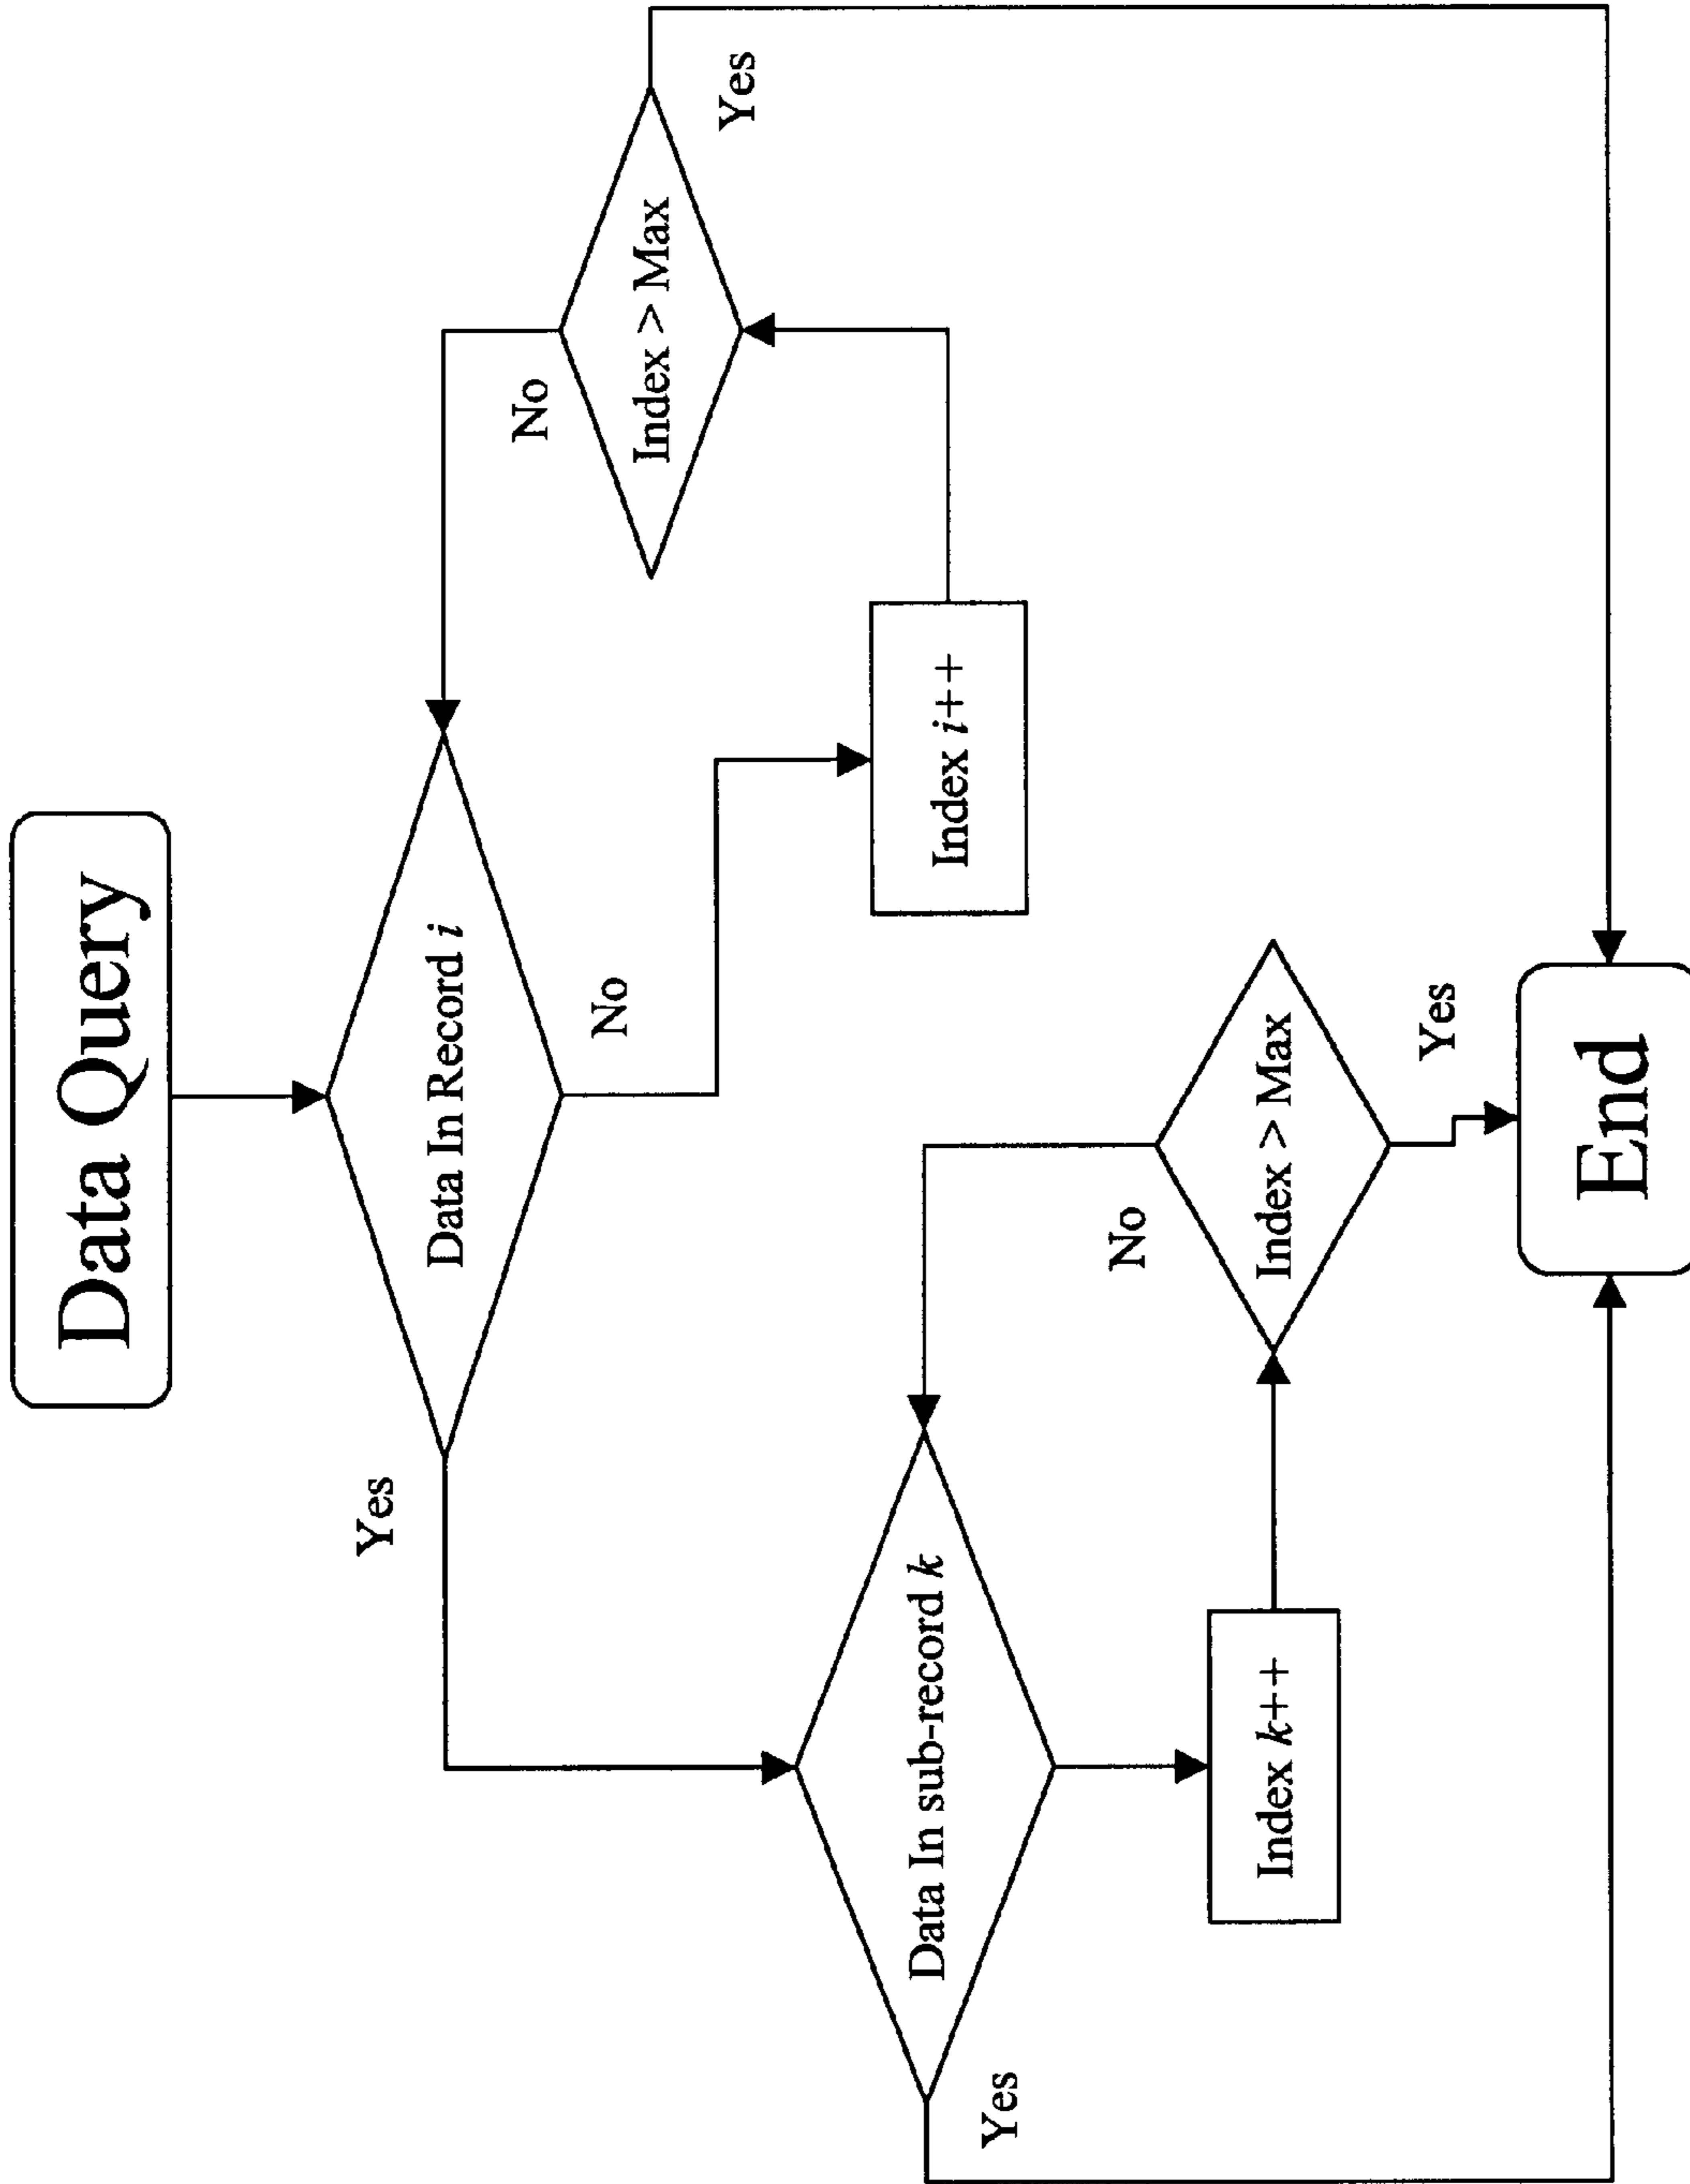 Data Query
Data In Record i
Yes
No
Index i++
Index > Max
No
Yes
Data In sub-record k
Yes
Index k++
Index > Max
No
Yes
End